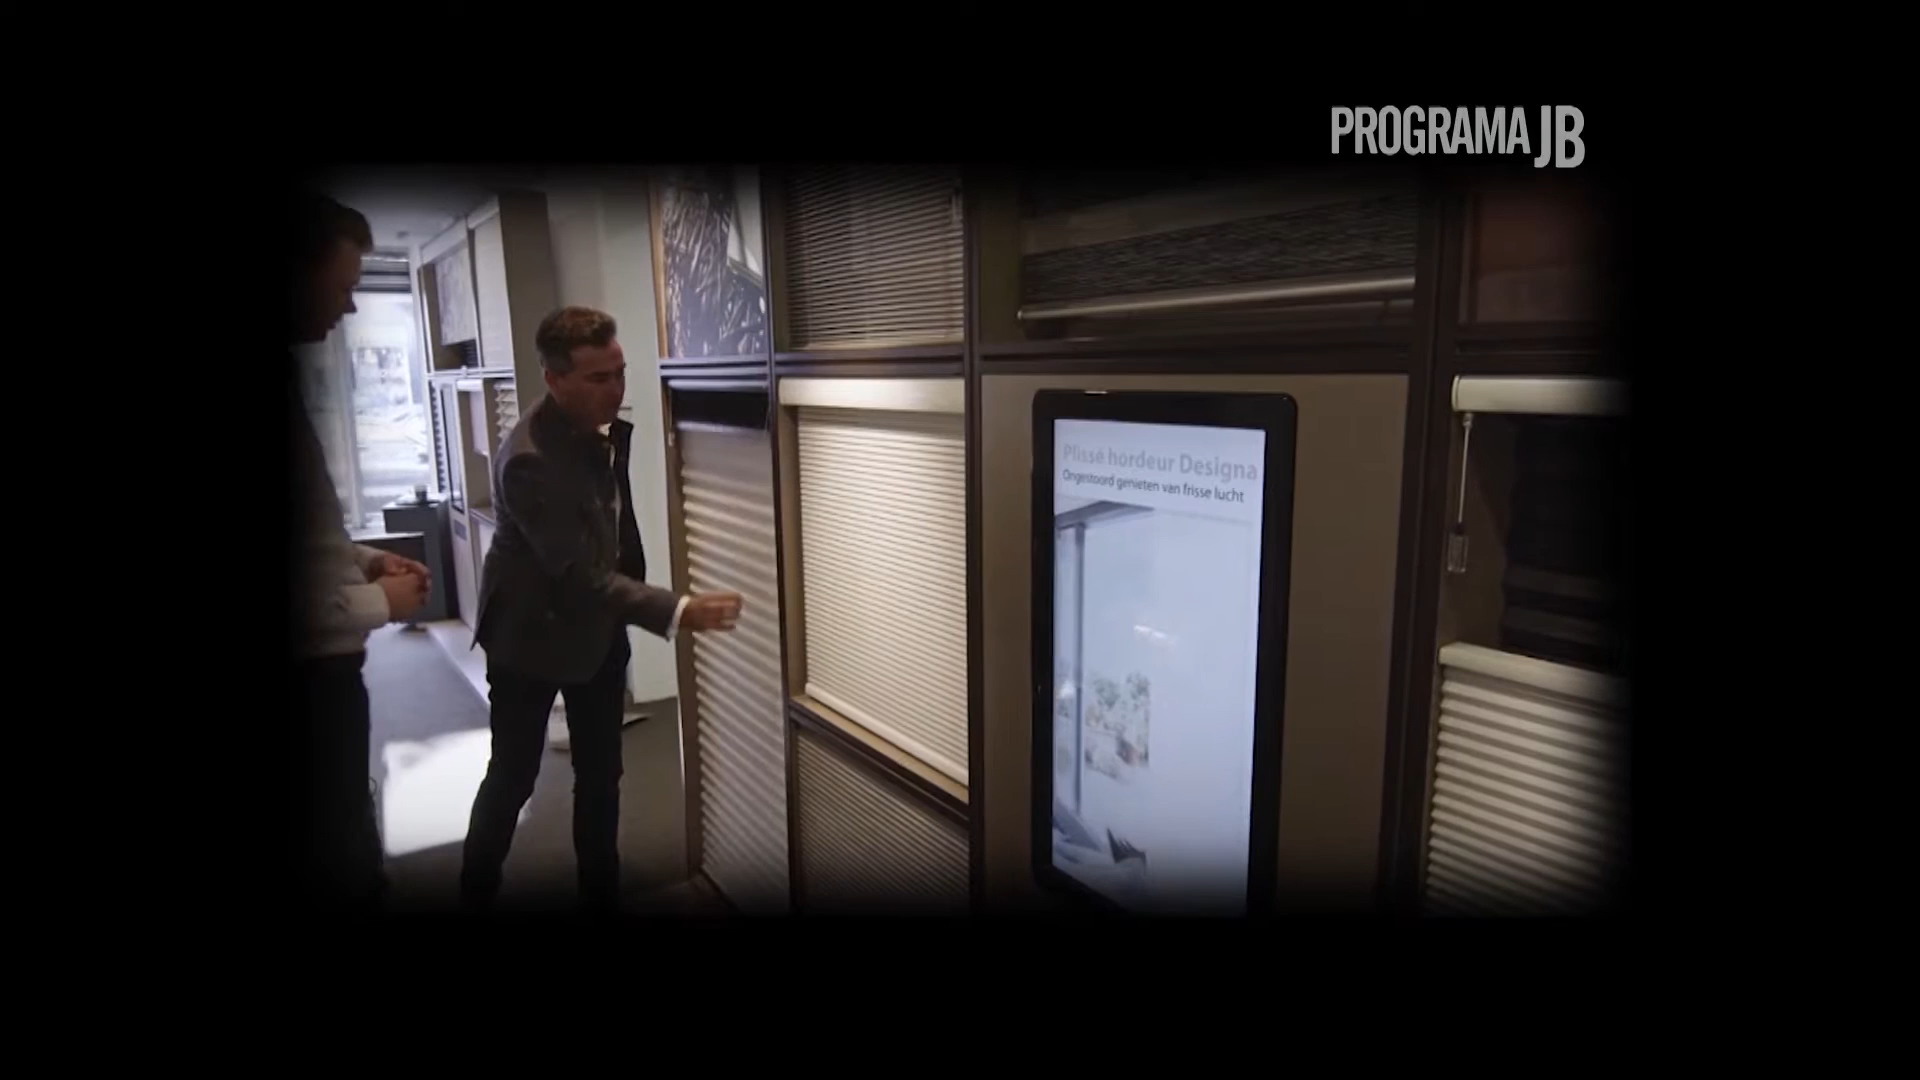 PROGRAMA JB
Plissé hordeur Designa
Ongestoord genieten van frisse lucht